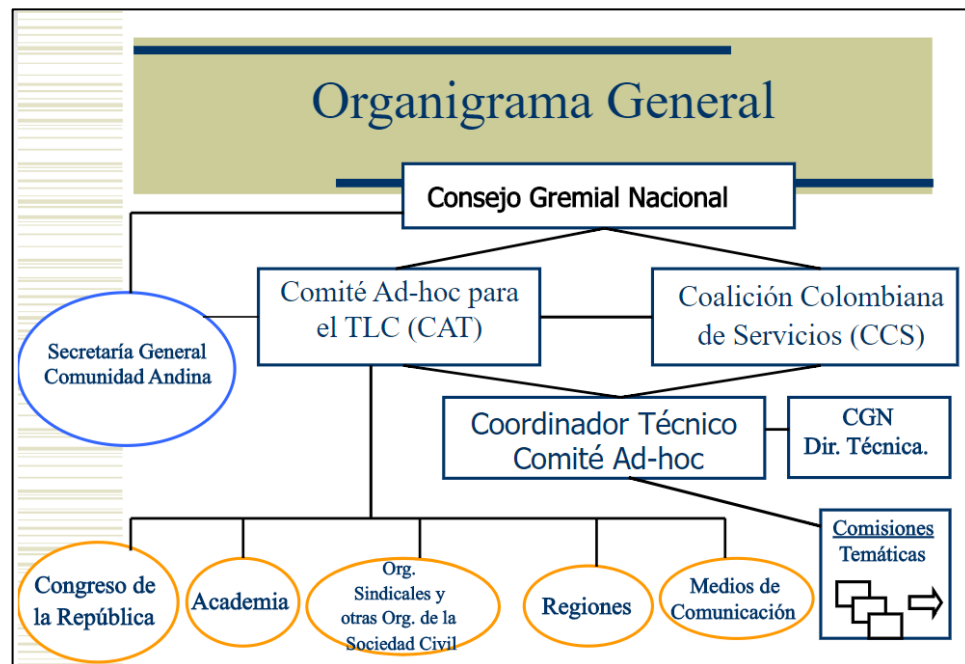 Organigrama General
Consejo Gremial Nacional
Comité Ad-hoc para
el TLC (CAT)
Coalición Colombiana
de Servicios (CCS)
Secretaría General
Comunidad Andina
Coordinador Técnico
Comité Ad-hoc
CGN
Dir. Técnica.
Comisiones
Temáticas
Congreso de
la República
Academia
Org.
Sindicales y
otras Org. de la
Sociedad Civil
Regiones
Medios de
Comunicación